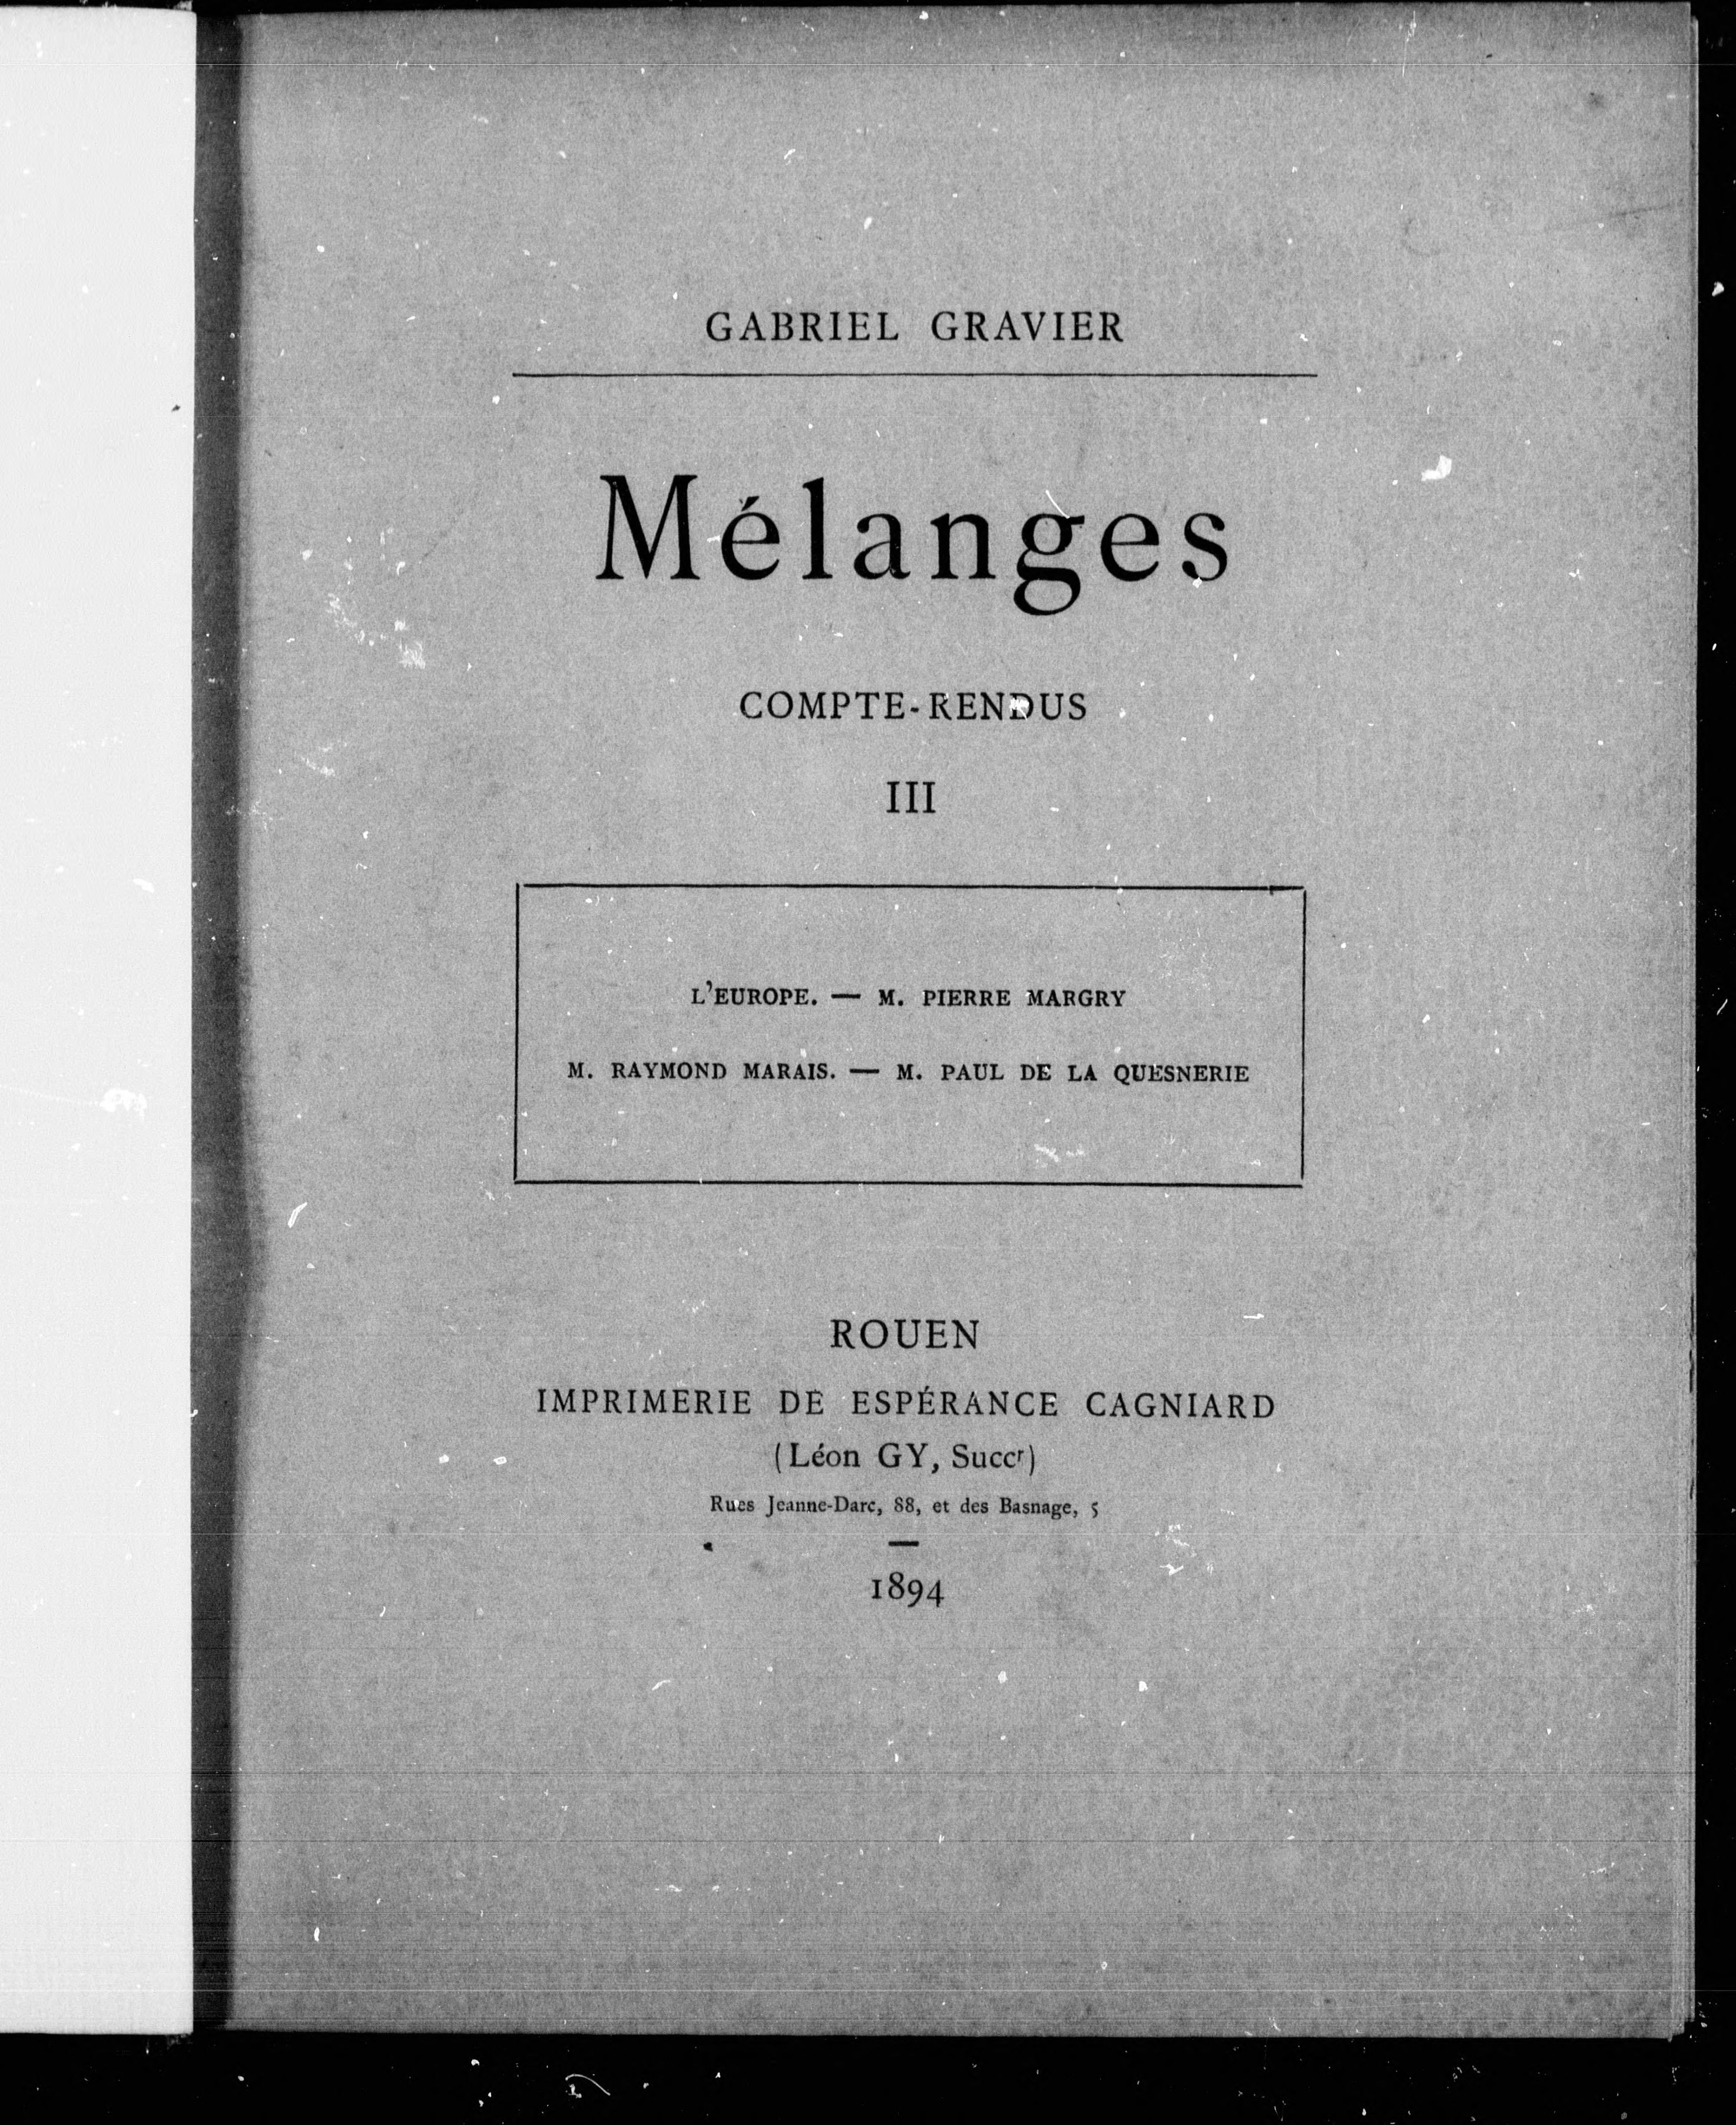 GABRIEL GRAVIER
Mélanges
COMPTE-RENDUS
III
L'EUROPE. — M. PIERRE MARGRY
M. RAYMOND MARAIS. — M. PAUL DE LA QUESNERIE
ROUEN
IMPRIMERIE DE ESPÉRANCE CAGNIARD
(Léon GY, Succr)
Rues Jeanne-Darc, 88, et des Basnage, 5
1894